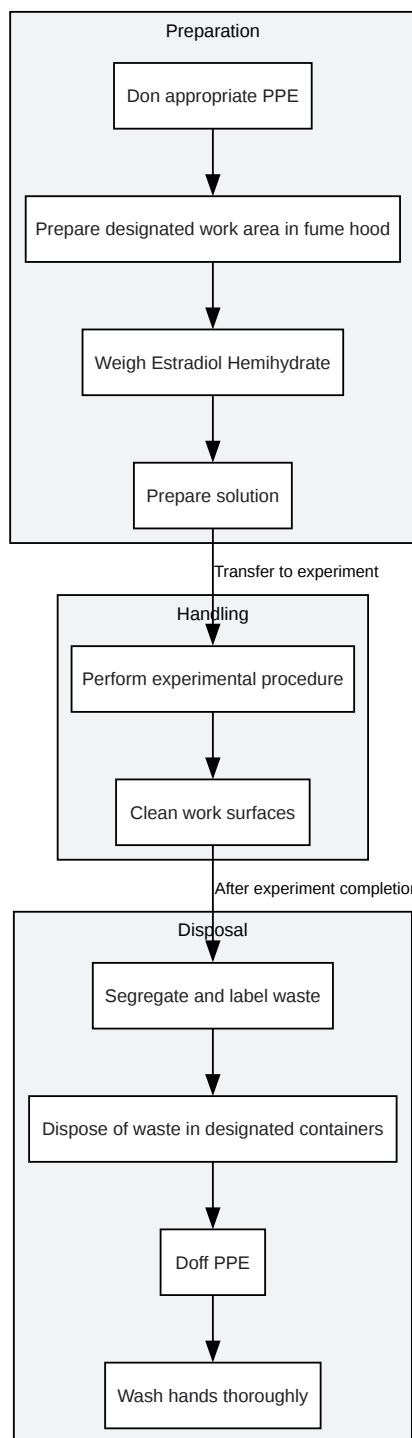 Preparation
Don appropriate PPE
Prepare designated work area in fume hood
Weigh Estradiol Hemihydrate
Prepare solution
Transfer to experiment
Handling
Perform experimental procedure
Clean work surfaces
After experiment completion
Disposal
Segregate and label waste
Dispose of waste in designated containers
Doff PPE
Wash hands thoroughly